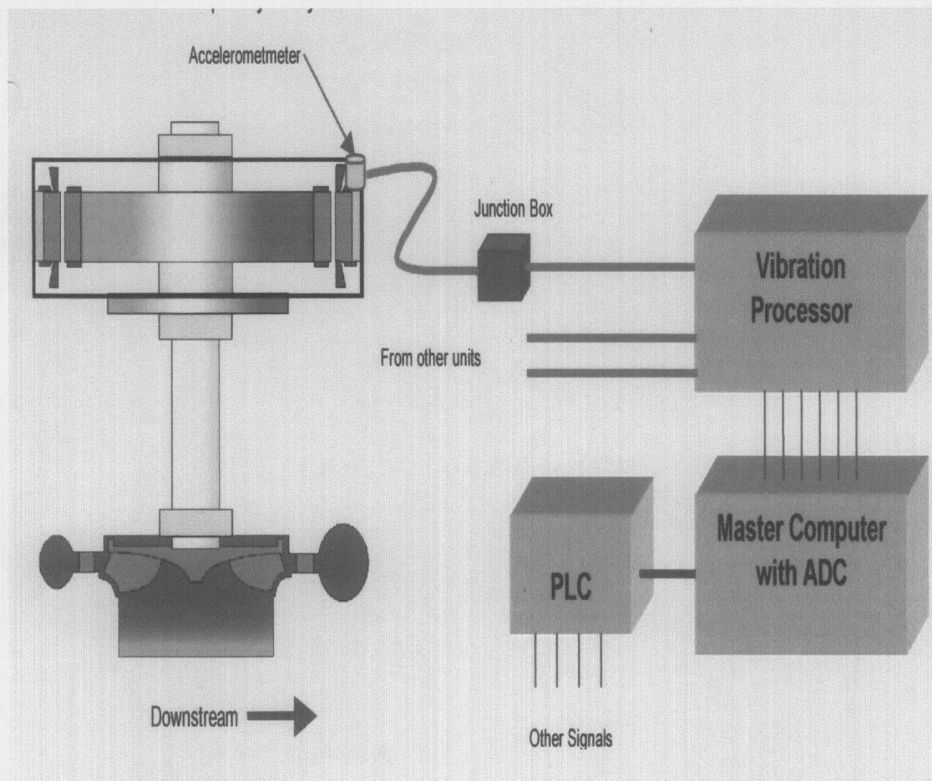 Accelerometmeter
Junction Box
Vibration
Processor
From other units
Master Computer
with ADC
PLC
Downstream
Other Signals